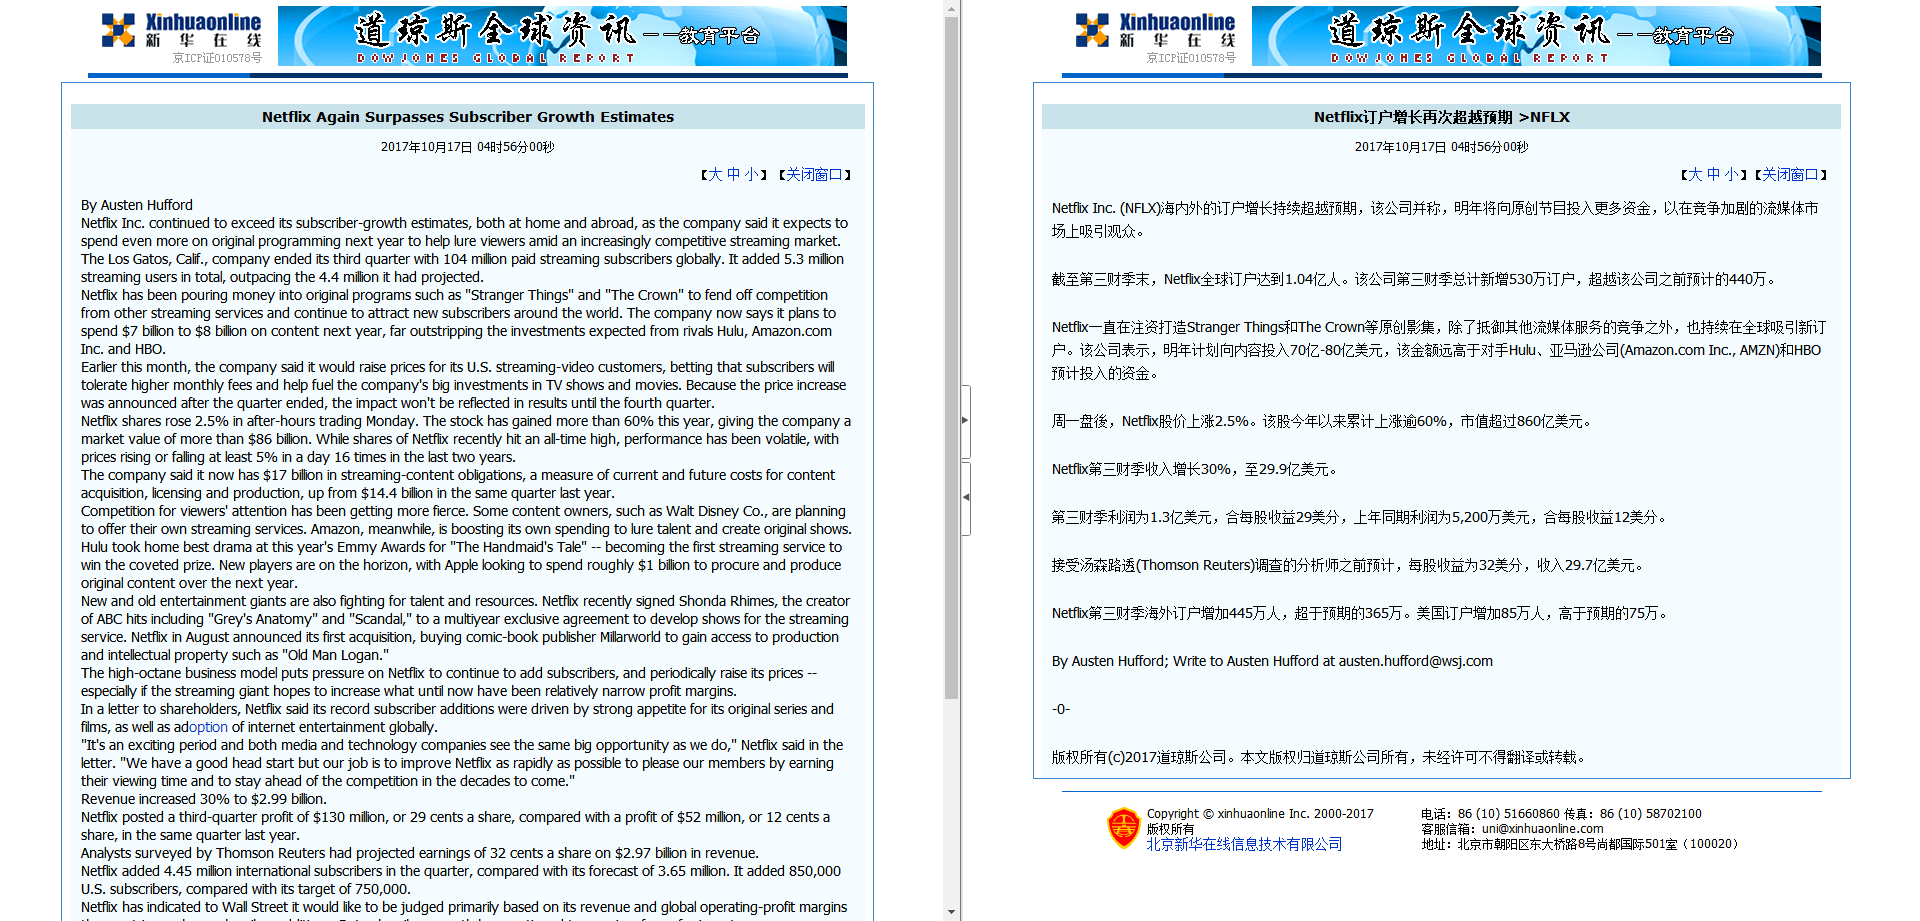 Xinhuaonline
新 华 在 线
京ICP证010578号
道琼斯全球资讯——教育平台
DOWJONES GLOBAL REPORT
Netflix Again Surpasses Subscriber Growth Estimates
2017年10月17日 04时56分00秒
【大 中 小】 【关闭窗口】
By Austen Hufford
Netflix Inc. continued to exceed its subscriber-growth estimates, both at home and abroad, as the company said it expects to
spend even more on original programming next year to help lure viewers amid an increasingly competitive streaming market.
The Los Gatos, Calif., company ended its third quarter with 104 million paid streaming subscribers globally. It added 5.3 million
streaming users in total, outpacing the 4.4 million it had projected.
Netflix has been pouring money into original programs such as "Stranger Things" and "The Crown" to fend off competition
from other streaming services and continue to attract new subscribers around the world. The company now says it plans to
spend $7 billion to $8 billion on content next year, far outstripping the investments expected from rivals Hulu, Amazon.com
Inc. and HBO.
Earlier this month, the company said it would raise prices for its U.S. streaming-video customers, betting that subscribers will
tolerate higher monthly fees and help fuel the company's big investments in TV shows and movies. Because the price increase
was announced after the quarter ended, the impact won't be reflected in results until the fourth quarter.
Netflix shares rose 2.5% in after-hours trading Monday. The stock has gained more than 60% this year, giving the company a
market value of more than $86 billion. While shares of Netflix recently hit an all-time high, performance has been volatile, with
prices rising or falling at least 5% in a day 16 times in the last two years.
The company said it now has $17 billion in streaming-content obligations, a measure of current and future costs for content
acquisition, licensing and production, up from $14.4 billion in the same quarter last year.
Competition for viewers' attention has been getting more fierce. Some content owners, such as Walt Disney Co., are planning
to offer their own streaming services. Amazon, meanwhile, is boosting its own spending to lure talent and create original shows.
Hulu took home best drama at this year's Emmy Awards for "The Handmaid's Tale" -- becoming the first streaming service to
win the coveted prize. New players are on the horizon, with Apple looking to spend roughly $1 billion to procure and produce
original content over the next year.
New and old entertainment giants are also fighting for talent and resources. Netflix recently signed Shonda Rhimes, the creator
of ABC hits including "Grey's Anatomy" and "Scandal," to a multiyear exclusive agreement to develop shows for the streaming
service. Netflix in August announced its first acquisition, buying comic-book publisher Millarworld to gain access to production
and intellectual property such as "Old Man Logan."
The high-octane business model puts pressure on Netflix to continue to add subscribers, and periodically raise its prices --
especially if the streaming giant hopes to increase what until now have been relatively narrow profit margins.
In a letter to shareholders, Netflix said its record subscriber additions were driven by strong appetite for its original series and
films, as well as adoption of internet entertainment globally.
"It's an exciting period and both media and technology companies see the same big opportunity as we do," Netflix said in the
letter. "We have a good head start but our job is to improve Netflix as rapidly as possible to please our members by earning
their viewing time and to stay ahead of the competition in the decades to come."
Revenue increased 30% to $2.99 billion.
Netflix posted a third-quarter profit of $130 million, or 29 cents a share, compared with a profit of $52 million, or 12 cents a
share, in the same quarter last year.
Analysts surveyed by Thomson Reuters had projected earnings of 32 cents a share on $2.97 billion in revenue.
Netflix added 4.45 million international subscribers in the quarter, compared with its forecast of 3.65 million. It added 850,000
U.S. subscribers, compared with its target of 750,000.
Netflix has indicated to Wall Street it would like to be judged primarily based on its revenue and global operating-profit margins
Xinhuaonline
新 华 在 线
京ICP证010578号
道琼斯全球资讯——教育平台
DOWJONES GLOBAL REPORT
Netflix订户增长再次超越预期 >NFLX
2017年10月17日 04时56分00秒
【大 中 小】【关闭窗口】
Netflix Inc. (NFLX)海内外的订户增长持续超越预期，该公司并称，明年将向原创节目投入更多资金，以在竞争加剧的流媒体市
场上吸引观众。
截至第三财季末，Netflix全球订户达到1.04亿人。该公司第三财季总计新增530万订户，超越该公司之前预计的440万。
Netflix一直在注资打造Stranger Things和The Crown等原创影集，除了抵御其他流媒体服务的竞争之外，也持续在全球吸引新订
户。该公司表示，明年计划向内容投入70亿-80亿美元，该金额远高于对手Hulu、亚马逊公司(Amazon.com Inc., AMZN)和HBO
预计投入的资金。
周一盘後，Netflix股价上涨2.5%。该股今年以来累计上涨逾60%，市值超过860亿美元。
Netflix第三财季收入增长30%，至29.9亿美元。
第三财季利润为1.3亿美元，合每股收益29美分，上年同期利润为5,200万美元，合每股收益12美分。
接受汤森路透(Thomson Reuters)调查的分析师之前预计，每股收益为32美分，收入29.7亿美元。
Netflix第三财季海外订户增加445万人，超于预期的365万。美国订户增加85万人，高于预期的75万。
By Austen Hufford; Write to Austen Hufford at austen.hufford@wsj.com
-0-
版权所有(c)2017道琼斯公司。本文版权归道琼斯公司所有，未经许可不得翻译或转载。
Copyright © xinhuaonline Inc. 2000-2017
版权所有
北京新华在线信息技术有限公司
电话：86 (10) 51660860 传真：86 (10) 58702100
客服信箱：uni@xinhuaonline.com
地址：北京市朝阳区东大桥路8号尚都国际501室（100020）